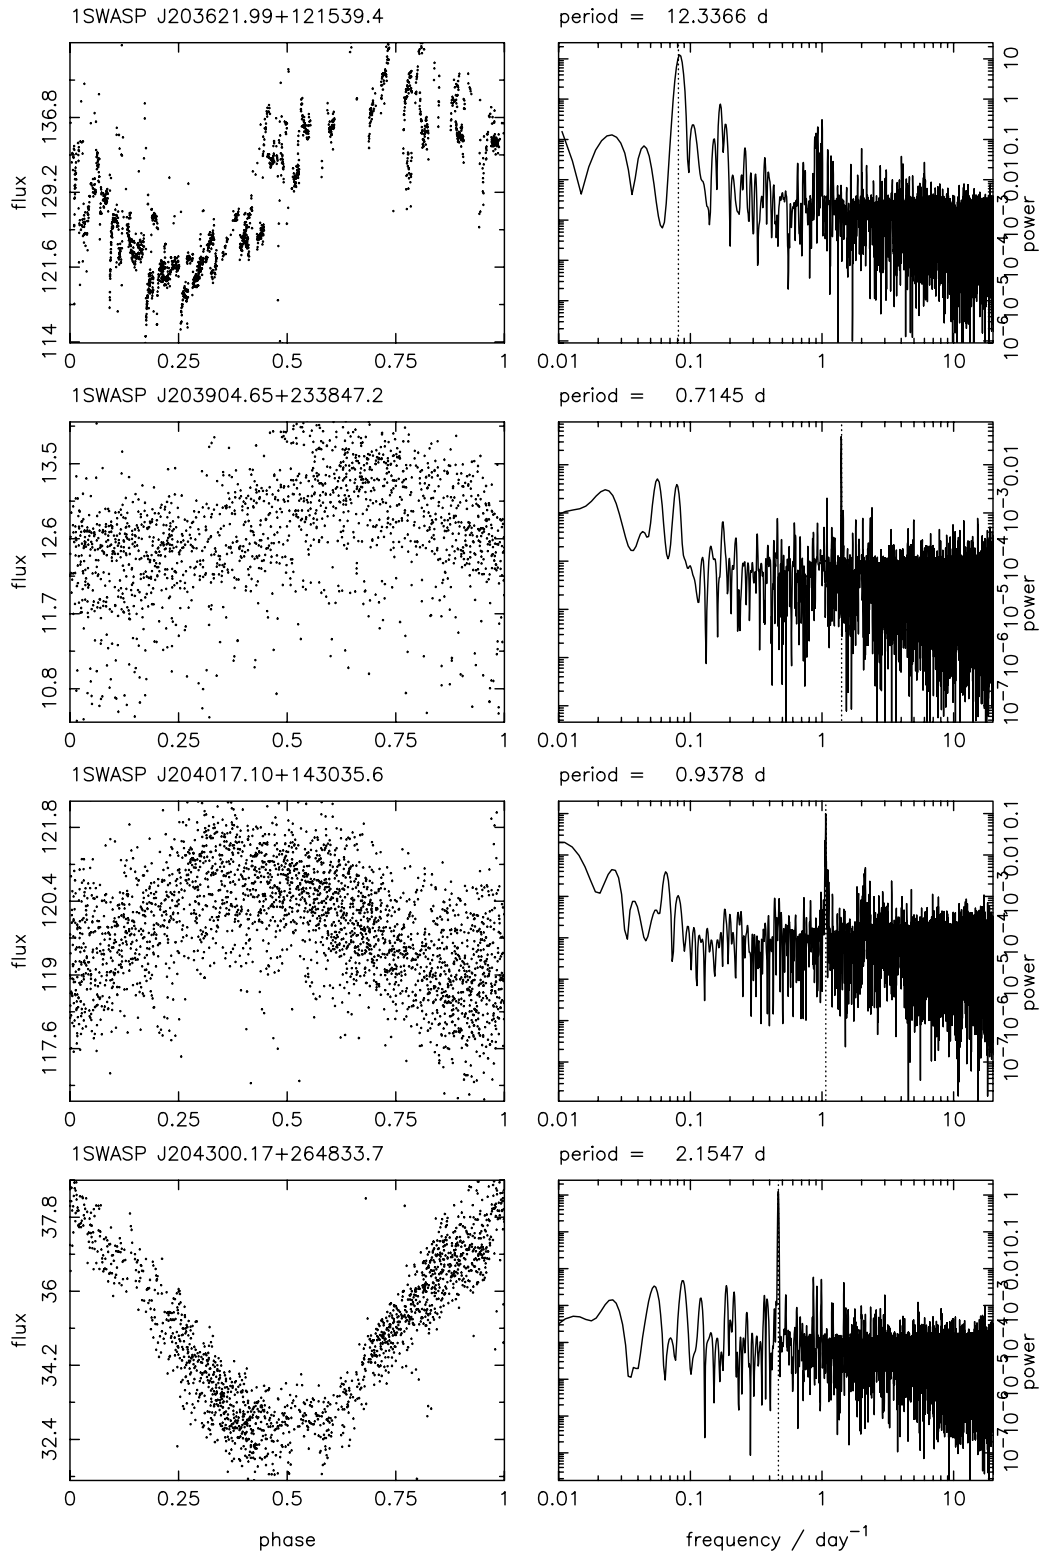 1SWASP J203621.99+121539.4 period = 12.3366 d
flux 114 121.6 129.2 136.8
0 0.25 0.5 0.75 1
power 10⁻⁶ 10⁻⁵ 10⁻⁴ 10⁻³ 0.01 0.1 1 10
0.01 0.1 1 10
1SWASP J203904.65+233847.2 period = 0.7145 d
flux 10.8 11.7 12.6 13.5
0 0.25 0.5 0.75 1
power 10⁻⁷ 10⁻⁶ 10⁻⁵ 10⁻⁴ 10⁻³ 0.01
0.01 0.1 1 10
1SWASP J204017.10+143035.6 period = 0.9378 d
flux 117.6 119 120.4 121.8
0 0.25 0.5 0.75 1
power 10⁻⁷ 10⁻⁶ 10⁻⁵ 10⁻⁴ 10⁻³ 0.01 0.1
0.01 0.1 1 10
1SWASP J204300.17+264833.7 period = 2.1547 d
flux 32.4 34.2 36 37.8
0 0.25 0.5 0.75 1
power 10⁻⁷ 10⁻⁶ 10⁻⁵ 10⁻⁴ 10⁻³ 0.01 0.1 1
0.01 0.1 1 10
phase frequency / day⁻¹